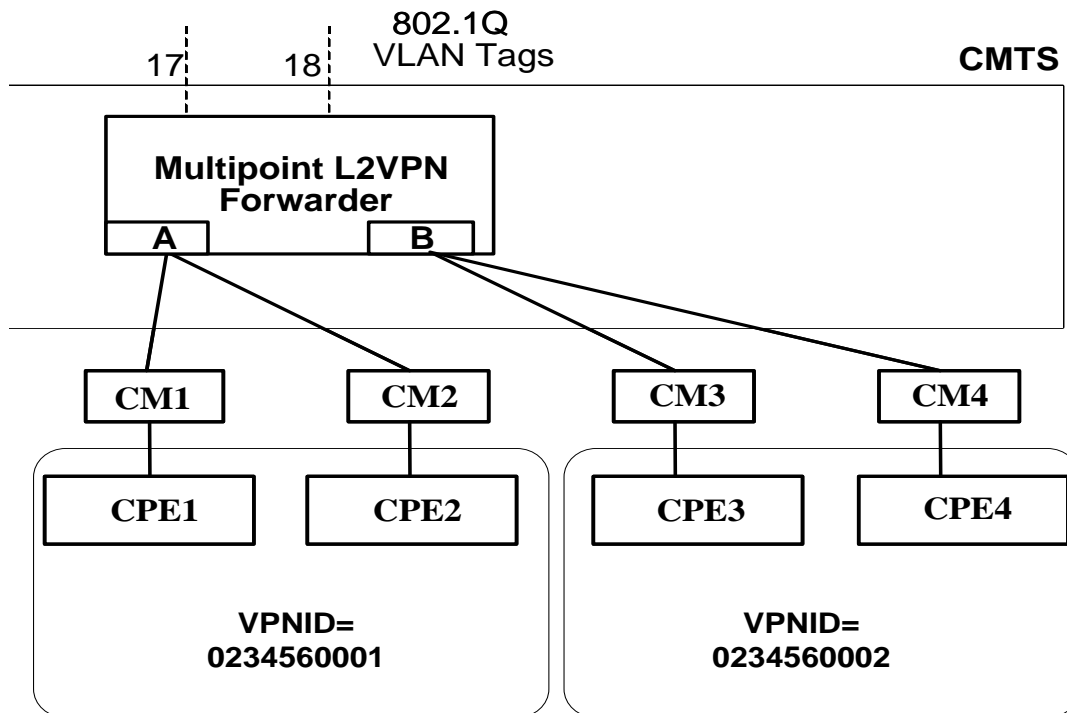 802.1Q
VLAN Tags
17
18
CMTS
Multipoint L2VPN
Forwarder
A
B
CM1
CM2
CM3
CM4
CPE1
CPE2
CPE3
CPE4
VPNID=
0234560001
VPNID=
0234560002